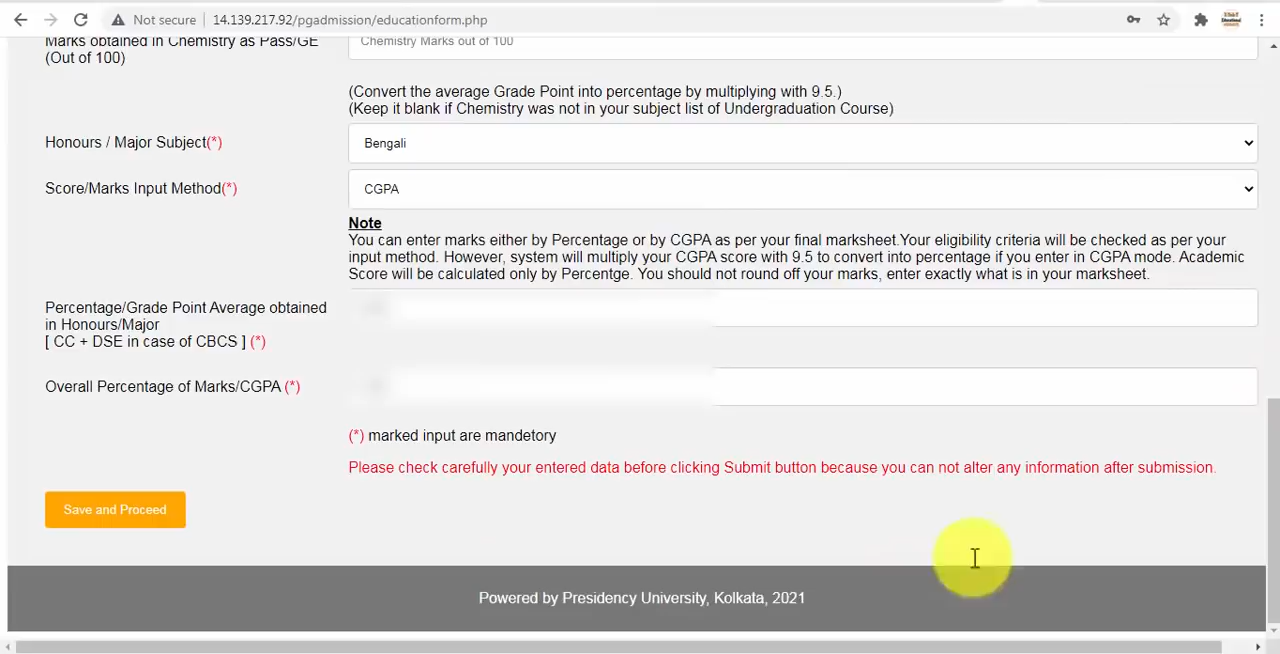 Not secure 14.139.217.92/pgadmission/educationform.php
Marks obtained in Chemistry as Pass/GE
(Out of 100)
Chemistry Marks out of 100
(Convert the average Grade Point into percentage by multiplying with 9.5.)
(Keep it blank if Chemistry was not in your subject list of Undergraduation Course)
Honours / Major Subject(*)
Bengali
Score/Marks Input Method(*)
CGPA
Note
You can enter marks either by Percentage or by CGPA as per your final marksheet.Your eligibility criteria will be checked as per your
input method. However, system will multiply your CGPA score with 9.5 to convert into percentage if you enter in CGPA mode. Academic
Score will be calculated only by Percentge. You should not round off your marks, enter exactly what is in your marksheet.
Percentage/Grade Point Average obtained
in Honours/Major
[ CC + DSE in case of CBCS ] (*)
Overall Percentage of Marks/CGPA (*)
(*) marked input are mandetory
Please check carefully your entered data before clicking Submit button because you can not alter any information after submission.
Save and Proceed
Powered by Presidency University, Kolkata, 2021